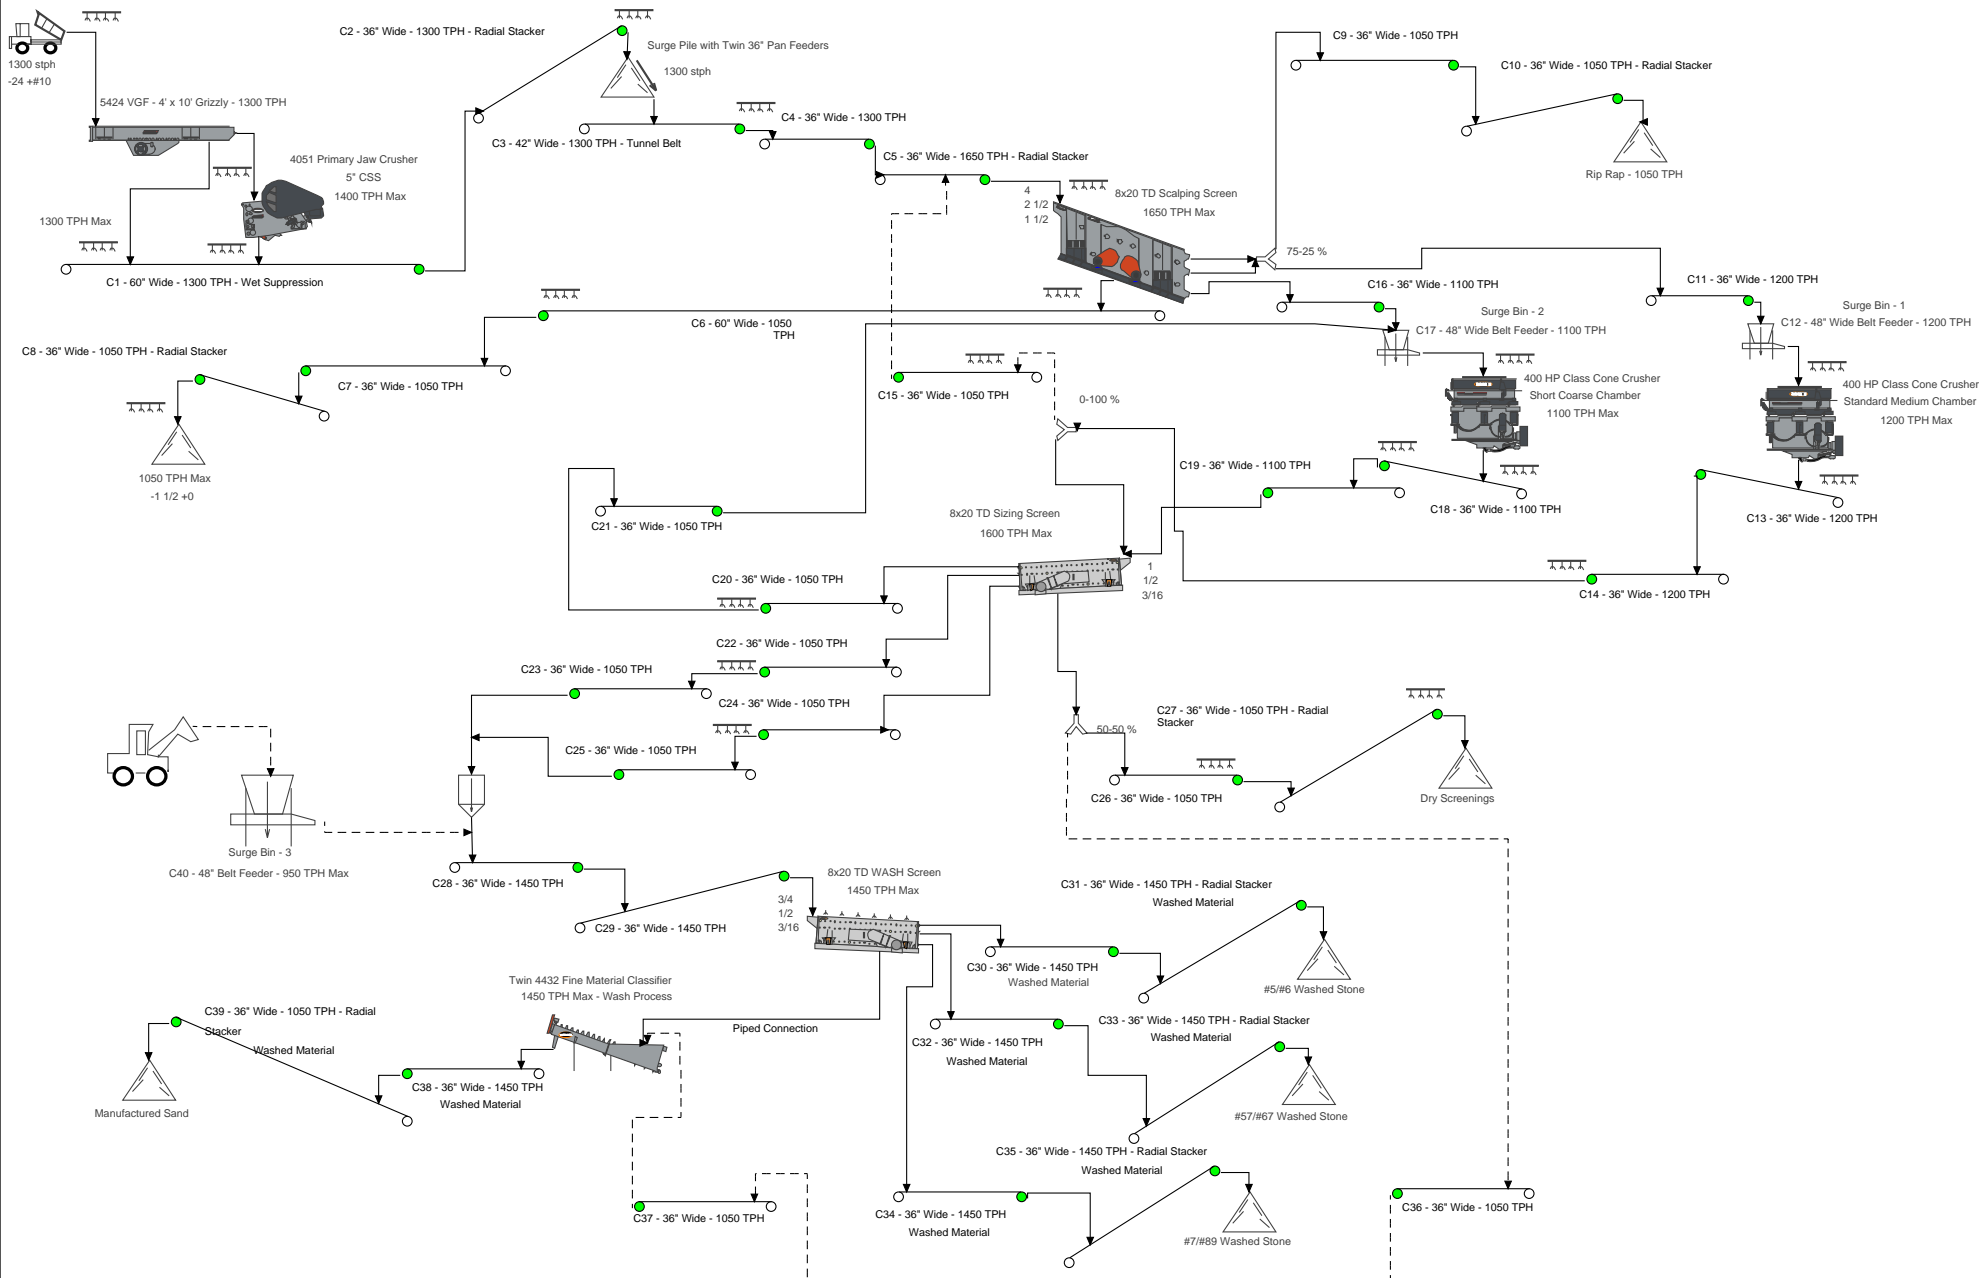 1300 stph
-24 +#10
5424 VGF - 4' x 10' Grizzly - 1300 TPH
4051 Primary Jaw Crusher
5" CSS
1400 TPH Max
1300 TPH Max
C1 - 60" Wide - 1300 TPH - Wet Suppression
C2 - 36" Wide - 1300 TPH - Radial Stacker
Surge Pile with Twin 36" Pan Feeders
1300 stph
C3 - 42" Wide - 1300 TPH - Tunnel Belt
C4 - 36" Wide - 1300 TPH
C5 - 36" Wide - 1650 TPH - Radial Stacker
4
2 1/2
1 1/2
8x20 TD Scalping Screen
1650 TPH Max
75-25 %
C9 - 36" Wide - 1050 TPH
C10 - 36" Wide - 1050 TPH - Radial Stacker
Rip Rap - 1050 TPH
C6 - 60" Wide - 1050
TPH
C8 - 36" Wide - 1050 TPH - Radial Stacker
C7 - 36" Wide - 1050 TPH
1050 TPH Max
-1 1/2 +0
C16 - 36" Wide - 1100 TPH
Surge Bin - 2
C17 - 48" Wide Belt Feeder - 1100 TPH
C11 - 36" Wide - 1200 TPH
Surge Bin - 1
C12 - 48" Wide Belt Feeder - 1200 TPH
400 HP Class Cone Crusher
Short Coarse Chamber
1100 TPH Max
400 HP Class Cone Crusher
Standard Medium Chamber
1200 TPH Max
C15 - 36" Wide - 1050 TPH
0-100 %
C19 - 36" Wide - 1100 TPH
C18 - 36" Wide - 1100 TPH
C13 - 36" Wide - 1200 TPH
C14 - 36" Wide - 1200 TPH
C21 - 36" Wide - 1050 TPH
8x20 TD Sizing Screen
1600 TPH Max
1
1/2
3/16
C20 - 36" Wide - 1050 TPH
C22 - 36" Wide - 1050 TPH
C23 - 36" Wide - 1050 TPH
C24 - 36" Wide - 1050 TPH
C25 - 36" Wide - 1050 TPH
50-50 %
C27 - 36" Wide - 1050 TPH - Radial
Stacker
C26 - 36" Wide - 1050 TPH
Dry Screenings
Surge Bin - 3
C40 - 48" Belt Feeder - 950 TPH Max
C28 - 36" Wide - 1450 TPH
C29 - 36" Wide - 1450 TPH
8x20 TD WASH Screen
1450 TPH Max
3/4
1/2
3/16
C31 - 36" Wide - 1450 TPH - Radial Stacker
Washed Material
C30 - 36" Wide - 1450 TPH
Washed Material
#5/#6 Washed Stone
Twin 4432 Fine Material Classifier
1450 TPH Max - Wash Process
Piped Connection
C39 - 36" Wide - 1050 TPH - Radial
Stacker
Washed Material
C38 - 36" Wide - 1450 TPH
Washed Material
Manufactured Sand
C33 - 36" Wide - 1450 TPH - Radial Stacker
Washed Material
C32 - 36" Wide - 1450 TPH
Washed Material
#57/#67 Washed Stone
C35 - 36" Wide - 1450 TPH - Radial Stacker
Washed Material
C34 - 36" Wide - 1450 TPH
Washed Material
#7/#89 Washed Stone
C37 - 36" Wide - 1050 TPH
C36 - 36" Wide - 1050 TPH